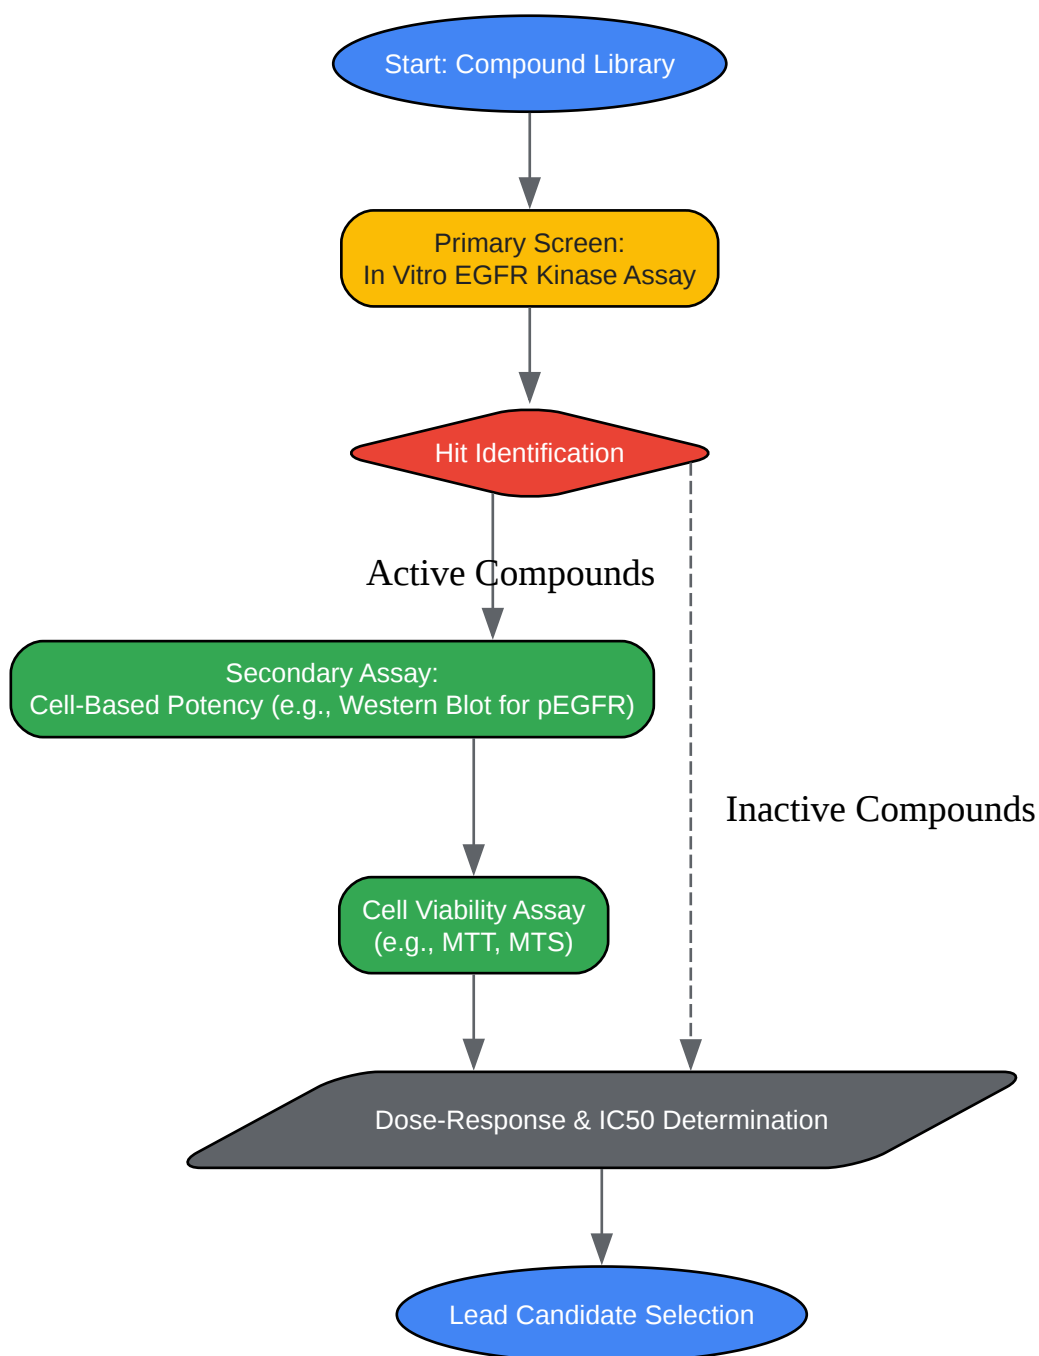 Start: Compound Library
Primary Screen:
In Vitro EGFR Kinase Assay
Hit Identification
Active Compounds
Secondary Assay:
Cell-Based Potency (e.g., Western Blot for pEGFR)
Inactive Compounds
Cell Viability Assay
(e.g., MTT, MTS)
Dose-Response & IC50 Determination
Lead Candidate Selection